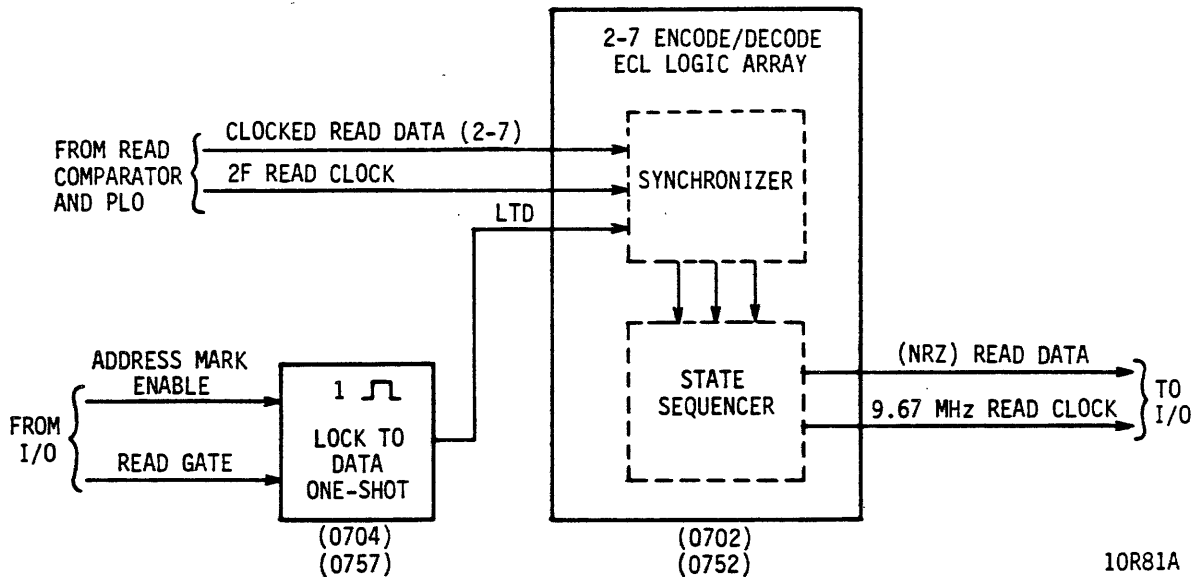 2-7 ENCODE/DECODE
ECL LOGIC ARRAY
FROM READ
COMPARATOR
AND PLO
CLOCKED READ DATA (2-7)
2F READ CLOCK
LTD
SYNCHRONIZER
STATE
SEQUENCER
FROM
I/O
ADDRESS MARK
ENABLE
READ GATE
1
LOCK TO
DATA
ONE-SHOT
(0704)
(0757)
(0702)
(0752)
(NRZ) READ DATA
9.67 MHz READ CLOCK
TO
I/O
10R81A